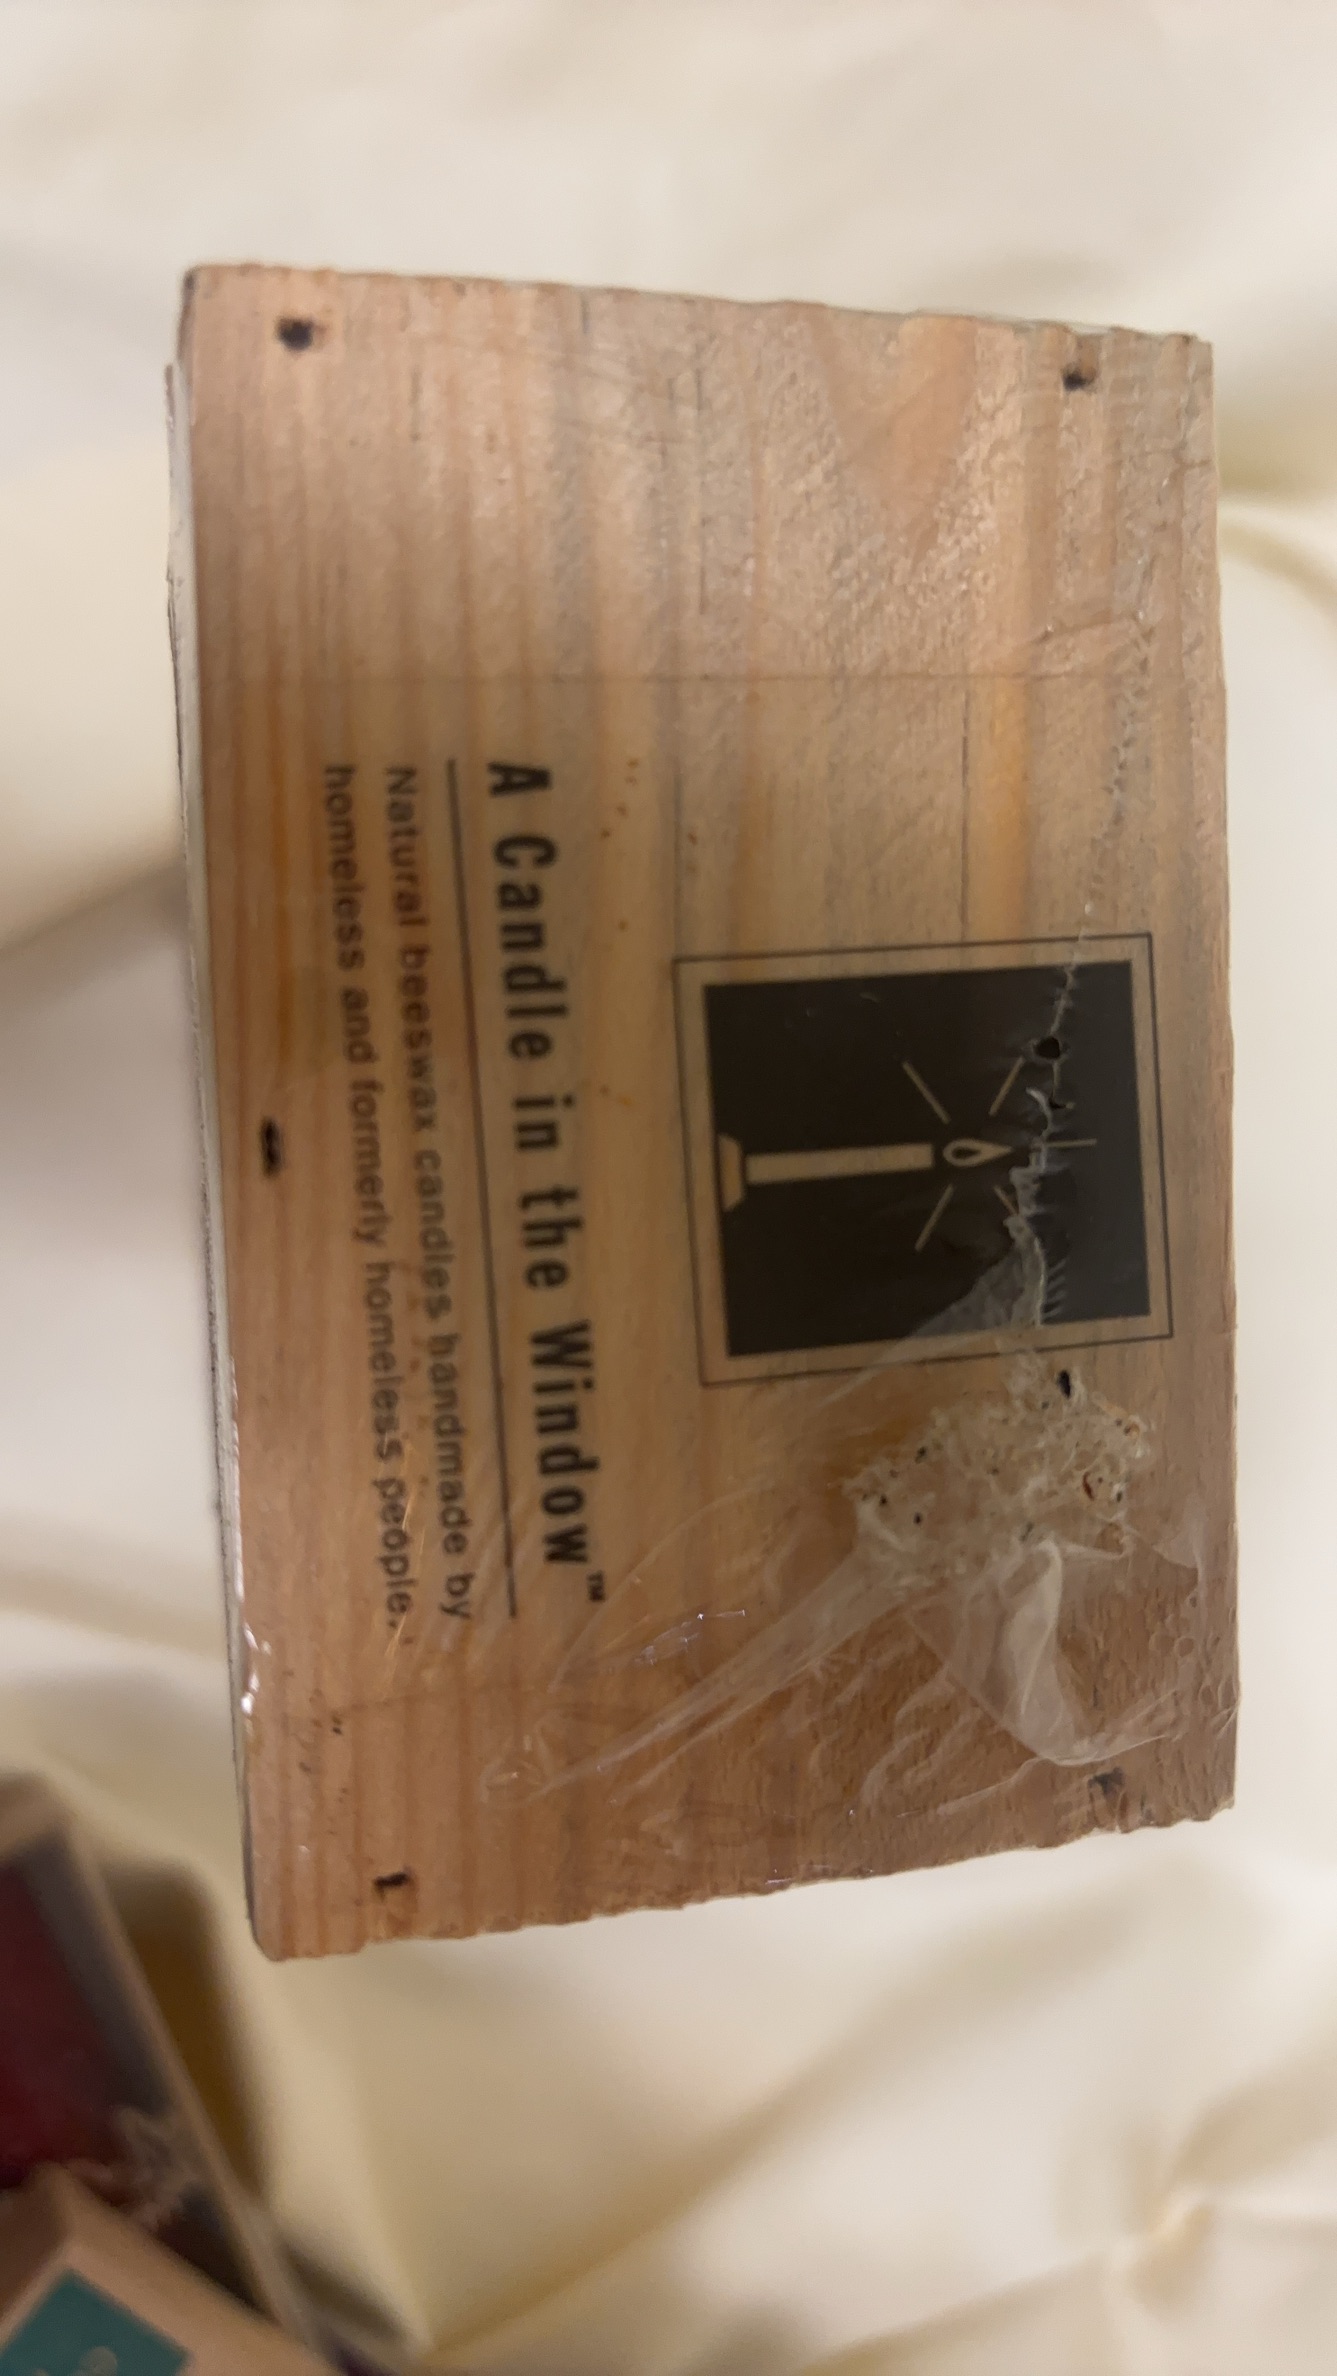 A Candle in the Window™
Natural beeswax candles handmade by
homeless and formerly homeless people.